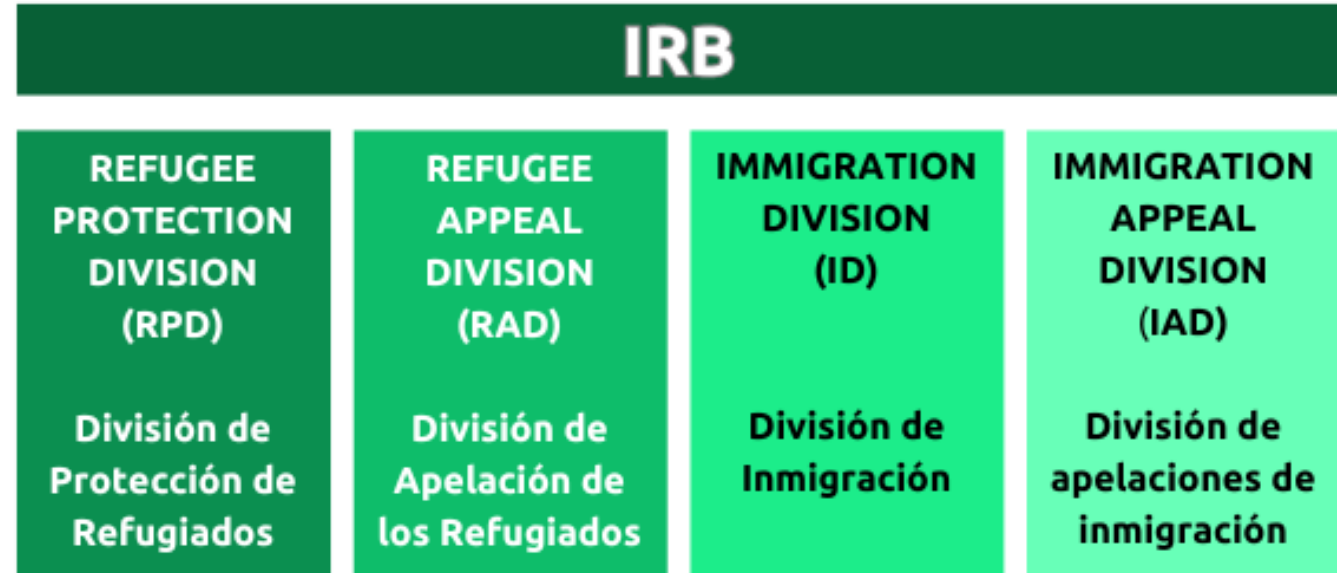 IRB
REFUGEE
PROTECTION
DIVISION
(RPD)
División de
Protección de
Refugiados
REFUGEE
APPEAL
DIVISION
(RAD)
División de
Apelación de
los Refugiados
IMMIGRATION
DIVISION
(ID)
División de
Inmigración
IMMIGRATION
APPEAL
DIVISION
(IAD)
División de
apelaciones de
inmigración